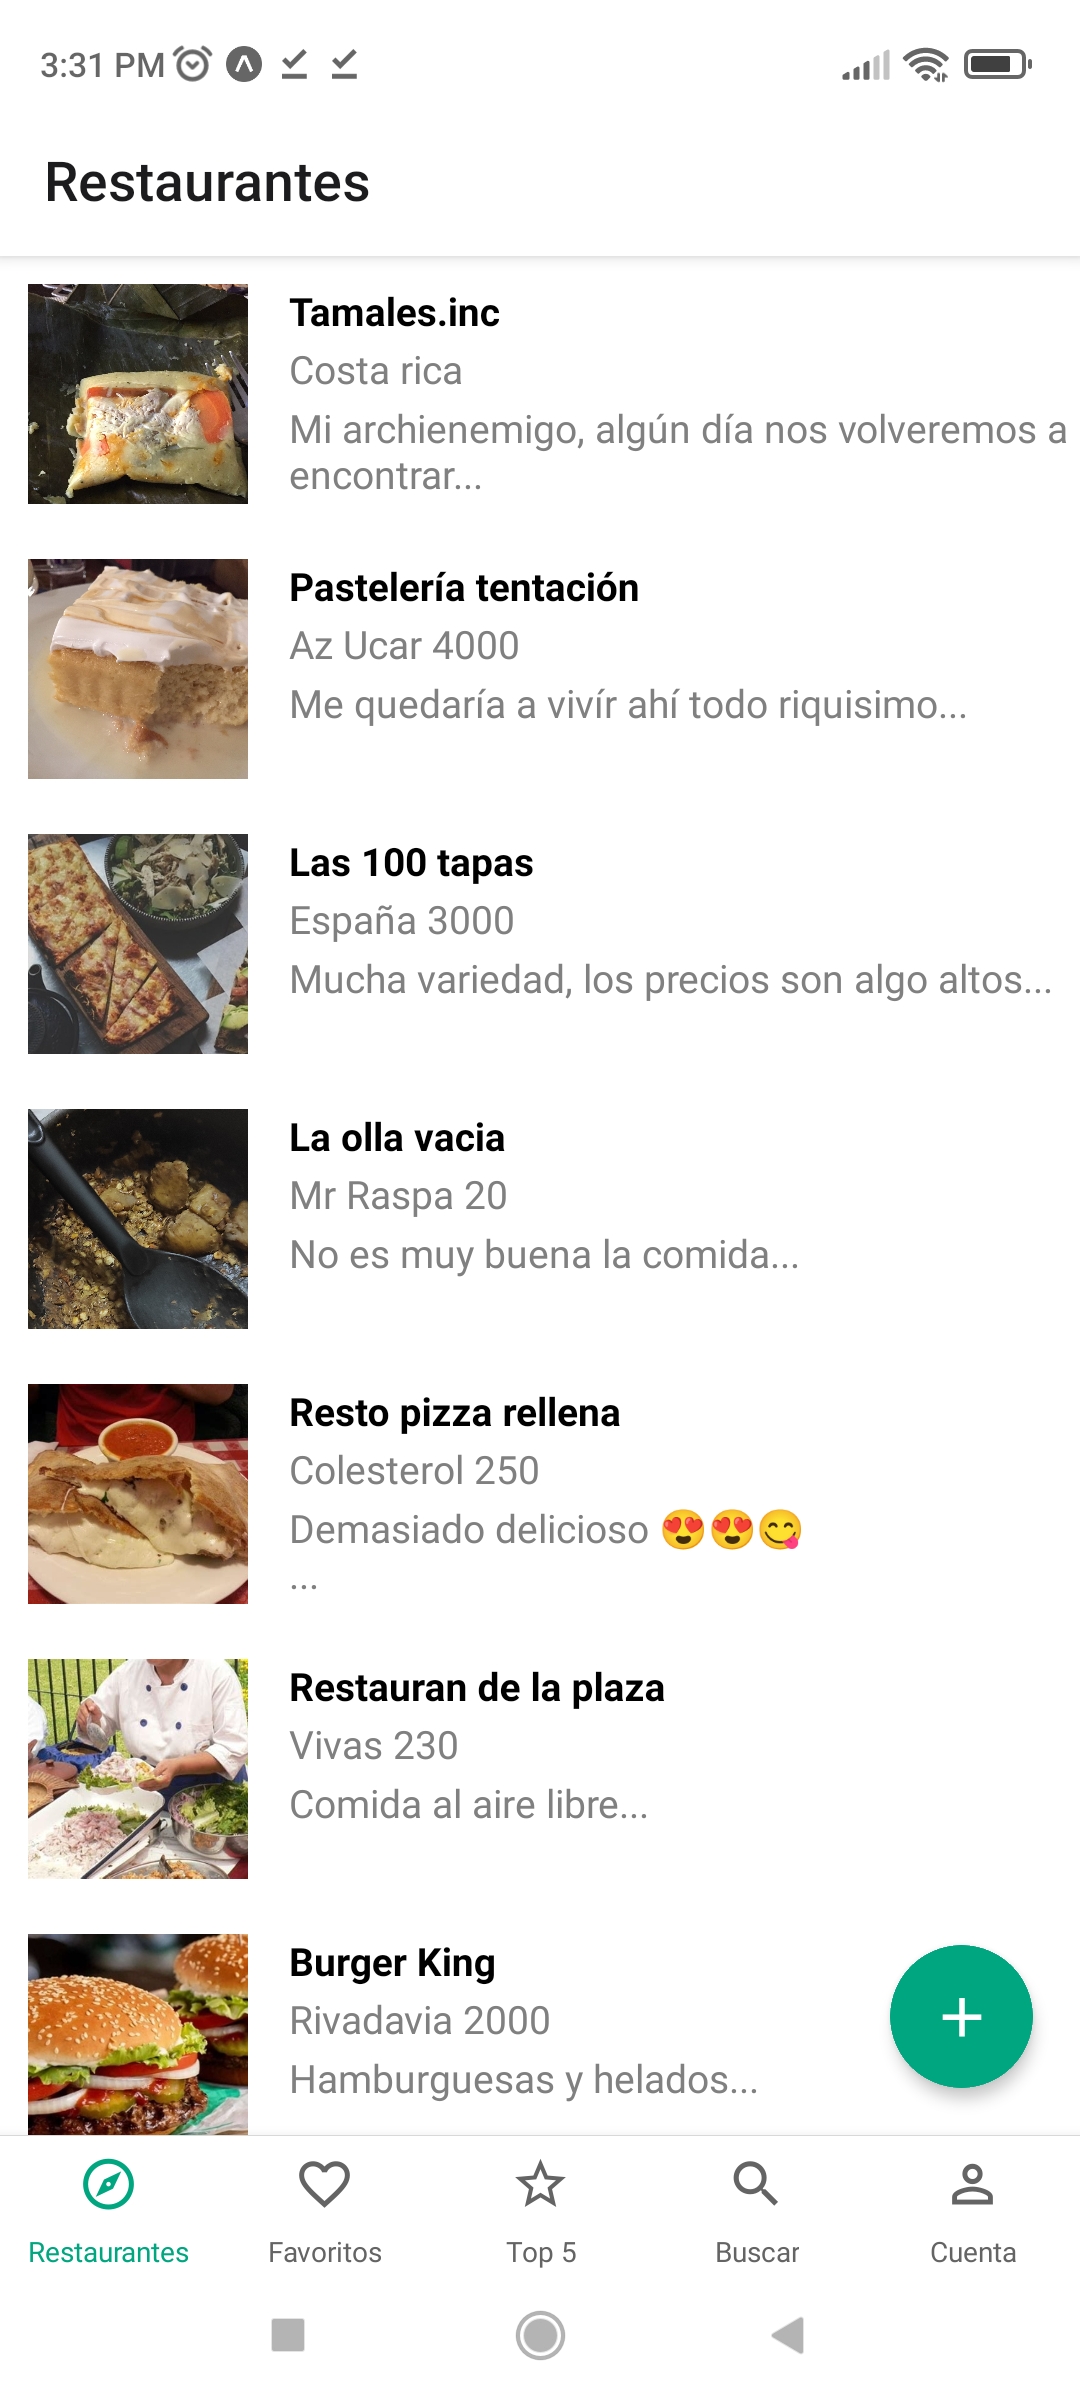 3:31 PM
Restaurantes
Tamales.inc
Costa rica
Mi archienemigo, algún día nos volveremos a
encontrar...
Pastelería tentación
Az Ucar 4000
Me quedaría a vivír ahí todo riquisimo...
Las 100 tapas
España 3000
Mucha variedad, los precios son algo altos...
La olla vacia
Mr Raspa 20
No es muy buena la comida...
Resto pizza rellena
Colesterol 250
Demasiado delicioso 😍😍😋
...
Restauran de la plaza
Vivas 230
Comida al aire libre...
Burger King
Rivadavia 2000
Hamburguesas y helados...
Restaurantes Favoritos Top 5 Buscar Cuenta